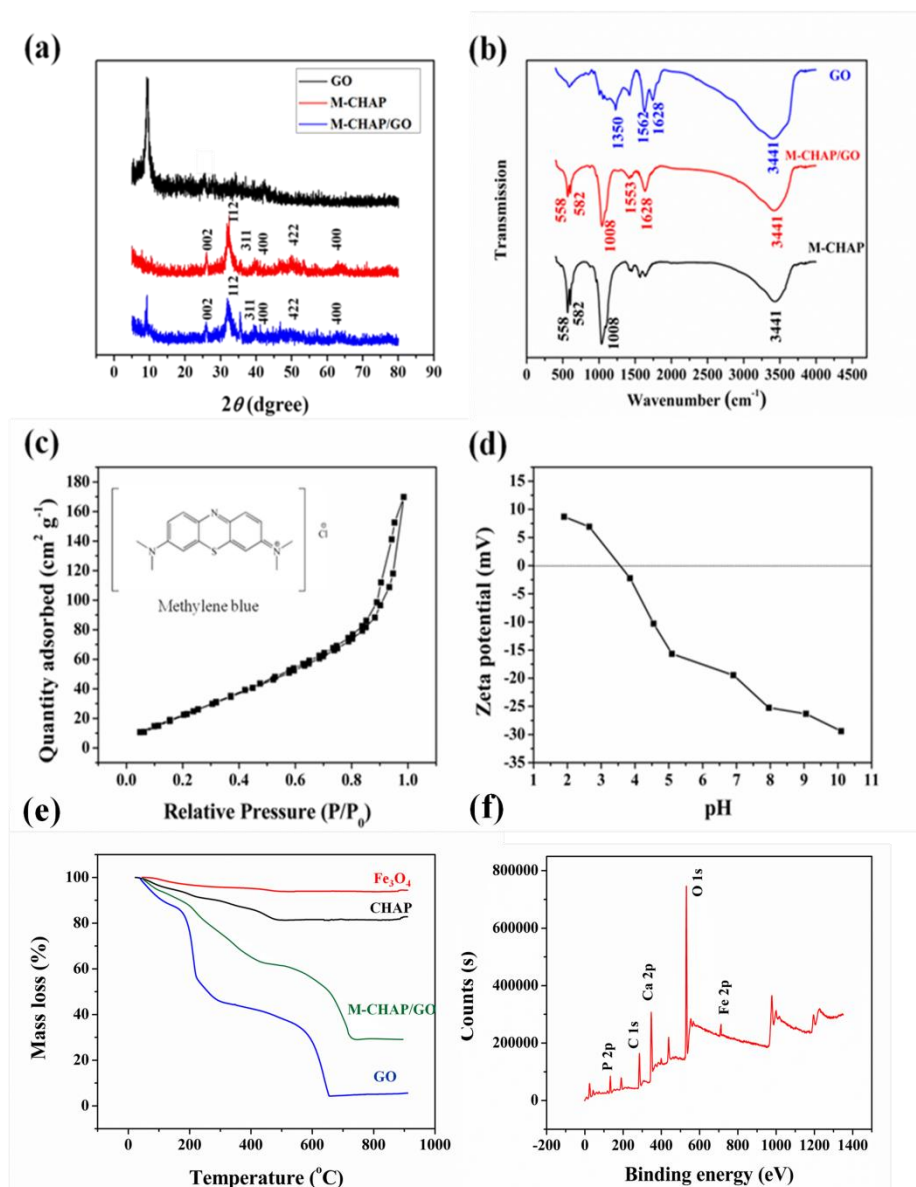 (a)
GO
M-CHAP
M-CHAP/GO
002
112
311
400
422
400
002
112
311
400
422
400
0 10 20 30 40 50 60 70 80 90
2θ (dgree)
(b)
Transmission
GO
1350
1562
1628
3441
M-CHAP/GO
558
582
1008
1553
1628
3441
M-CHAP
558
582
1008
3441
500 1000 1500 2000 2500 3000 3500 4000 4500
Wavenumber (cm-1)
(c)
Quantity adsorbed (cm2 g-1)
180
160
140
120
100
80
60
40
20
0
N
S
N
N
⊕
⊖
Cl
Methylene blue
0.0 0.2 0.4 0.6 0.8 1.0
Relative Pressure (P/P0)
(d)
Zeta potential (mV)
15
10
5
0
-5
-10
-15
-20
-25
-30
-35
1 2 3 4 5 6 7 8 9 10 11
pH
(e)
Mass loss (%)
100
80
60
40
20
0
Fe3O4
CHAP
M-CHAP/GO
GO
0 200 400 600 800 1000
Temperature (oC)
(f)
Counts (s)
800000
600000
400000
200000
0
P 2p
C 1s
Ca 2p
O 1s
Fe 2p
-200 0 200 400 600 800 1000 1200 1400
Binding energy (eV)